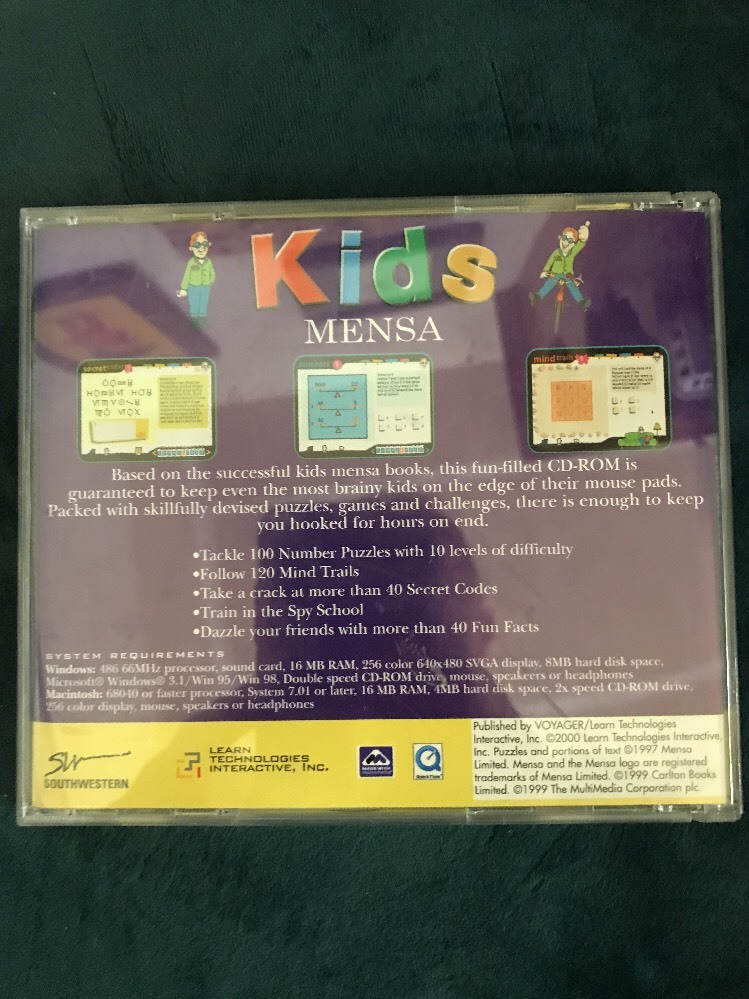 Kids
MENSA
secret
numbers
mind trails
Based on the successful kids mensa books, this fun-filled CD-ROM is
guaranteed to keep even the most brainy kids on the edge of their mouse pads.
Packed with skillfully devised puzzles, games and challenges, there is enough to keep
you hooked for hours on end.
•Tackle 100 Number Puzzles with 10 levels of difficulty
•Follow 120 Mind Trails
•Take a crack at more than 40 Secret Codes
•Train in the Spy School
•Dazzle your friends with more than 40 Fun Facts
SYSTEM REQUIREMENTS
Windows: 486 66MHz processor, sound card, 16 MB RAM, 256 color 640x480 SVGA display, 8MB hard disk space,
Microsoft® Windows® 3.1/Win 95/Win 98, Double speed CD-ROM drive, mouse, speakeers or headphones
Macintosh: 68040 or faster processor, System 7.01 or later, 16 MB RAM, 4MB hard disk space, 2x speed CD-ROM drive,
256 color display, mouse, speakers or headphones
SW
SOUTHWESTERN
LEARN
TECHNOLOGIES
INTERACTIVE, INC.
MADE WITH
QuickTime
Published by VOYAGER/Learn Technologies
Interactive, Inc. ©2000 Learn Technologies Interactive,
Inc. Puzzles and portions of text ©1997 Mensa
Limited. Mensa and the Mensa logo are registered
trademarks of Mensa Limited. ©1999 Carlton Books
Limited. ©1999 The MultiMedia Corporation plc.